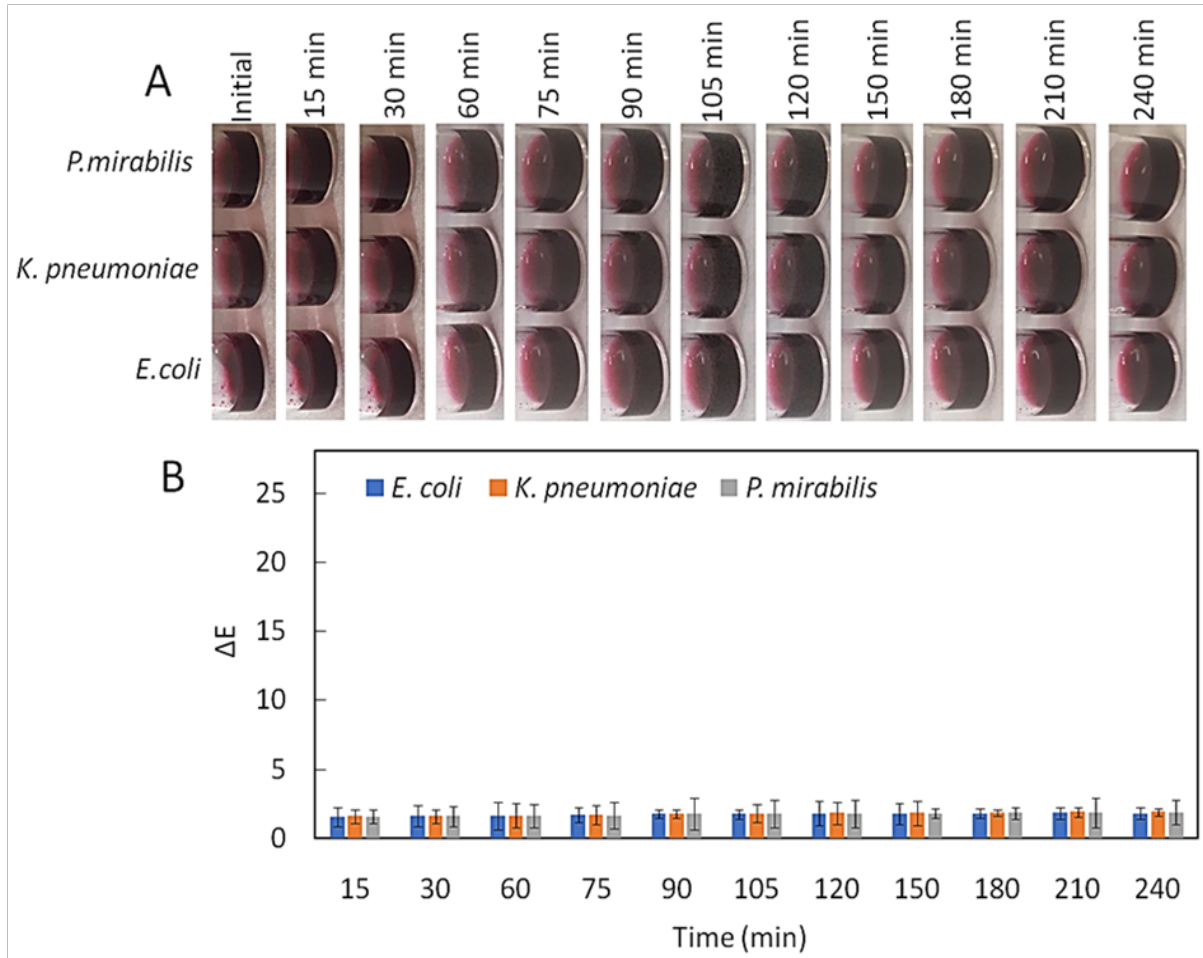 A
Initial
15 min
30 min
60 min
75 min
90 min
105 min
120 min
150 min
180 min
210 min
240 min
P.mirabilis
K. pneumoniae
E.coli
B
E. coli K. pneumoniae P. mirabilis
25
20
15
10
5
0
ΔE
15 30 60 75 90 105 120 150 180 210 240
Time (min)